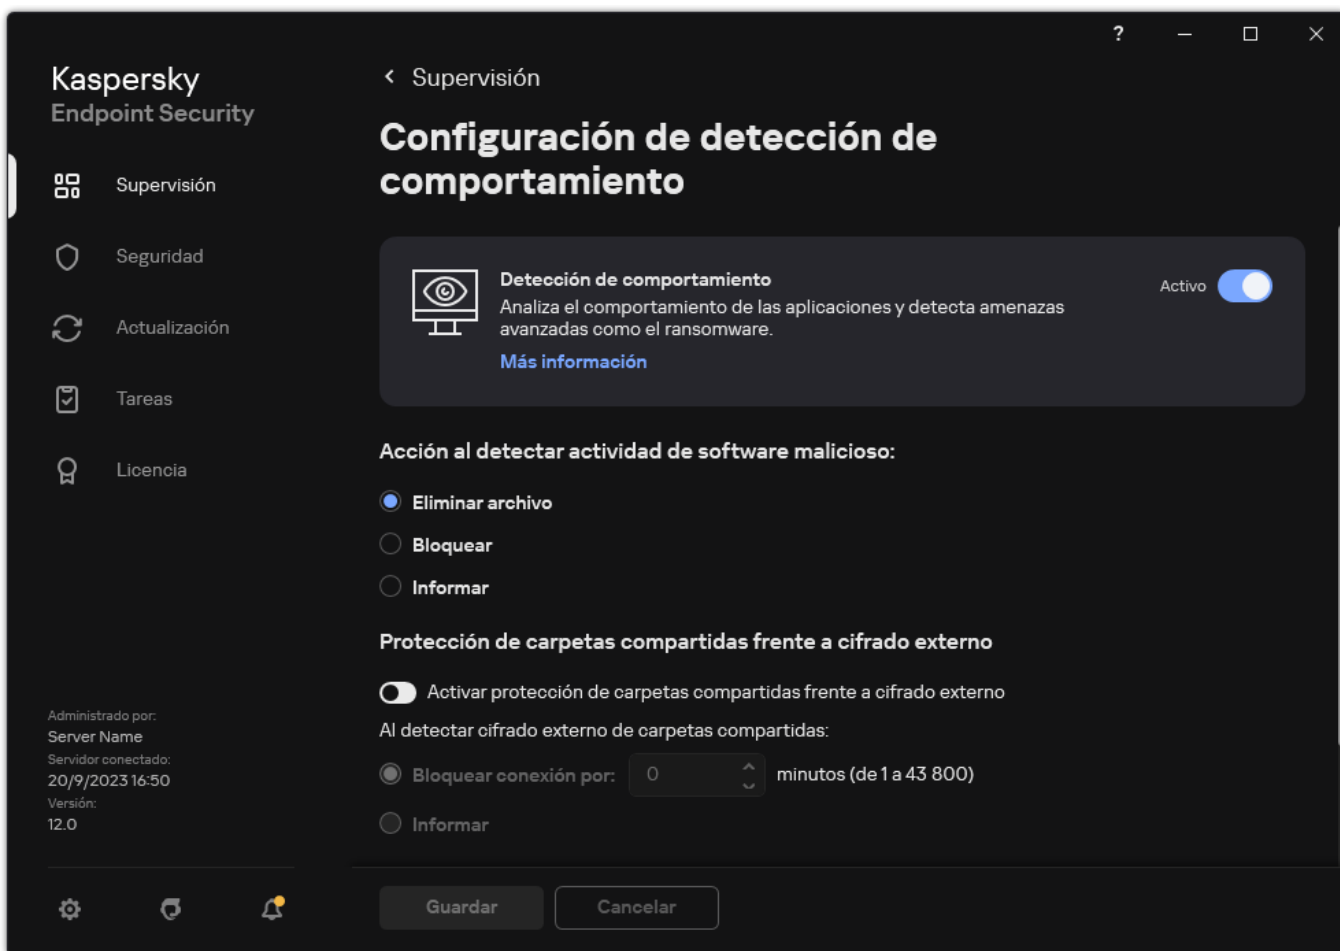 ?
Kaspersky
Endpoint Security
Supervisión
Seguridad
Actualización
Tareas
Licencia
Administrado por:
Server Name
Servidor conectado:
20/9/2023 16:50
Versión:
12.0
Supervisión
Configuración de detección de
comportamiento
Detección de comportamiento
Analiza el comportamiento de las aplicaciones y detecta amenazas
avanzadas como el ransomware.
Más información
Activo
Acción al detectar actividad de software malicioso:
Eliminar archivo
Bloquear
Informar
Protección de carpetas compartidas frente a cifrado externo
Activar protección de carpetas compartidas frente a cifrado externo
Al detectar cifrado externo de carpetas compartidas:
Bloquear conexión por: 0 minutos (de 1 a 43 800)
Informar
Guardar Cancelar